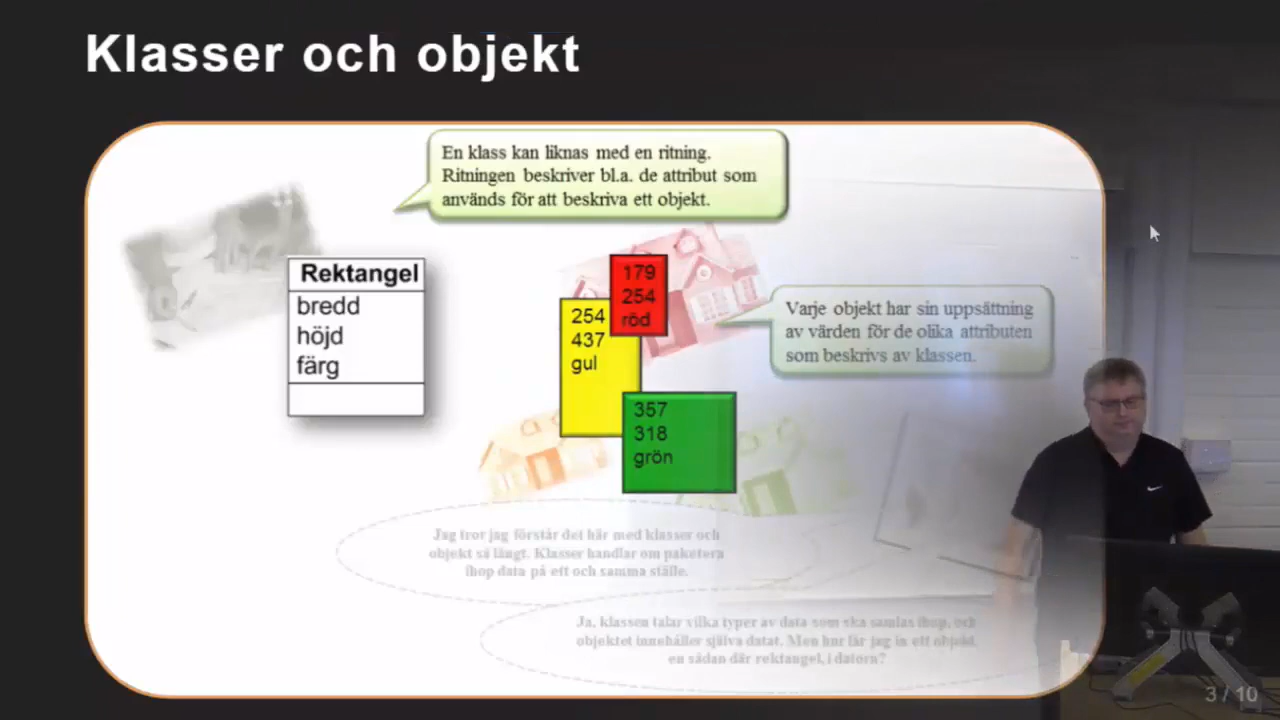 Klasser och objekt
En klass kan liknas med en ritning.
Ritningen beskriver bl.a. de attribut som
används för att beskriva ett objekt.
Rektangel
bredd
höjd
färg
179
254
röd
254
437
gul
357
318
grön
Varje objekt har sin uppsättning
av värden för de olika attributen
som beskrivs av klassen.
Jag tror jag förstår det här med klasser och
objekt så långt. Klasser handlar om paketera
ihop data på ett och samma ställe.
Ja, klassen talar vilka typer av data som ska samlas ihop, och
objektet innehåller själva datat. Men hur får jag in ett objekt,
en sådan där rektangel, i datorn?
3 / 10